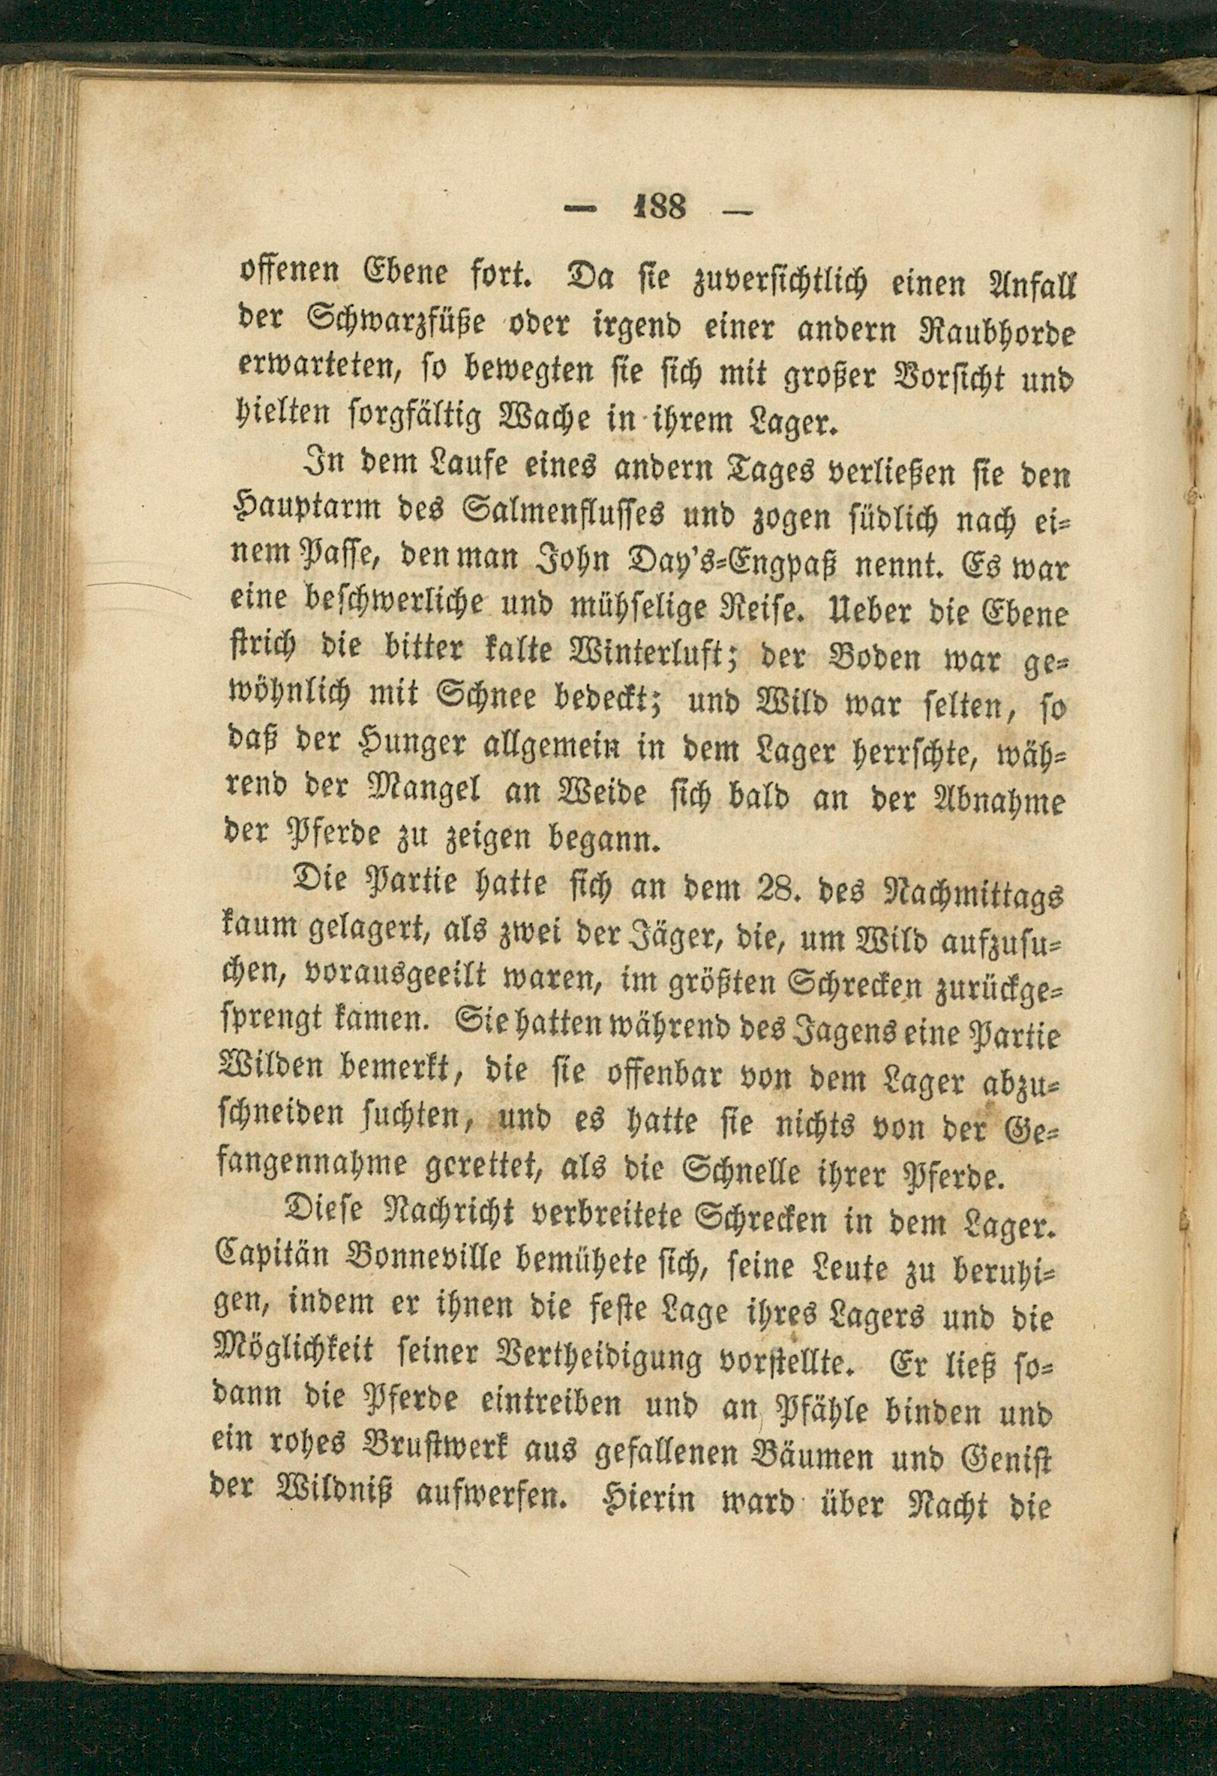 — 188 —
offenen Ebene fort. Da sie zuversichtlich einen Anfall
der Schwarzfüße oder irgend einer andern Raubhorde
erwarteten, so bewegten sie sich mit großer Vorsicht und
hielten sorgfältig Wache in ihrem Lager.
In dem Laufe eines andern Tages verließen sie den
Hauptarm des Salmenflusses und zogen südlich nach ei-
nem Passe, den man John Day's-Engpaß nennt. Es war
eine beschwerliche und mühselige Reise. Ueber die Ebene
strich die bitter kalte Winterluft; der Boden war ge-
wöhnlich mit Schnee bedeckt; und Wild war selten, so
daß der Hunger allgemein in dem Lager herrschte, wäh-
rend der Mangel an Weide sich bald an der Abnahme
der Pferde zu zeigen begann.
Die Partie hatte sich an dem 28. des Nachmittags
kaum gelagert, als zwei der Jäger, die, um Wild aufzusu-
chen, vorausgeeilt waren, im größten Schrecken zurückge-
sprengt kamen. Sie hatten während des Jagens eine Partie
Wilden bemerkt, die sie offenbar von dem Lager abzu-
schneiden suchten, und es hatte sie nichts von der Ge-
fangennahme gerettet, als die Schnelle ihrer Pferde.
Diese Nachricht verbreitete Schrecken in dem Lager.
Capitän Bonneville bemühete sich, seine Leute zu beruhi-
gen, indem er ihnen die feste Lage ihres Lagers und die
Möglichkeit seiner Vertheidigung vorstellte. Er ließ so-
dann die Pferde eintreiben und an Pfähle binden und
ein rohes Brustwerk aus gefallenen Bäumen und Genist
der Wildniß aufwerfen. Hierin ward über Nacht die